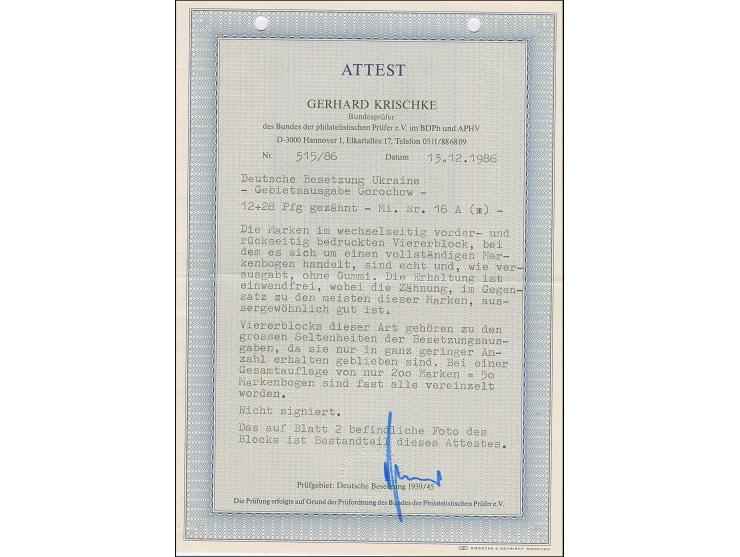 ATTEST
GERHARD KRISCHKE
Bundesprüfer
des Bundes der philatelistischen Prüfer e.V. im BDPh und APHV
D-3000 Hannover 1, Elkartallee 17, Telefon 0511/886809
Nr. 515/86 Datum 13.12.1986
Deutsche Besetzung Ukraine
- Gebietsausgabe Gorochow -
12+28 Pfg gezähnt - Mi. Nr. 16 A (※) -
Die Marken im wechselseitig vorder- und
rückseitig bedruckten Viererblock, bei
dem es sich um einen vollständigen Mar-
kenbogen handelt, sind echt und, wie ver-
ausgabt, ohne Gummi. Die Erhaltung ist
einwandfrei, wobei die Zähnung, im Gegen-
satz zu den meisten dieser Marken, aus-
sergewöhnlich gut ist.
Viererblocks dieser Art gehören zu den
grossen Seltenheiten der Besetzungsaus-
gaben, da sie nur in ganz geringer An-
zahl erhalten geblieben sind. Bei einer
Gesamtauflage von nur 2oo Marken = 5o
Markenbogen sind fast alle vereinzelt
worden.
Nicht signiert.
Das auf Blatt 2 befindliche Foto des
Blocks ist Bestandteil dieses Attestes.
Prüfgebiet: Deutsche Besetzung 1939/45
Die Prüfung erfolgte auf Grund der Prüfordnung des Bundes der Philatelistischen Prüfer e.V.
GD GIESECKE & DEVRIENT MÜNCHEN